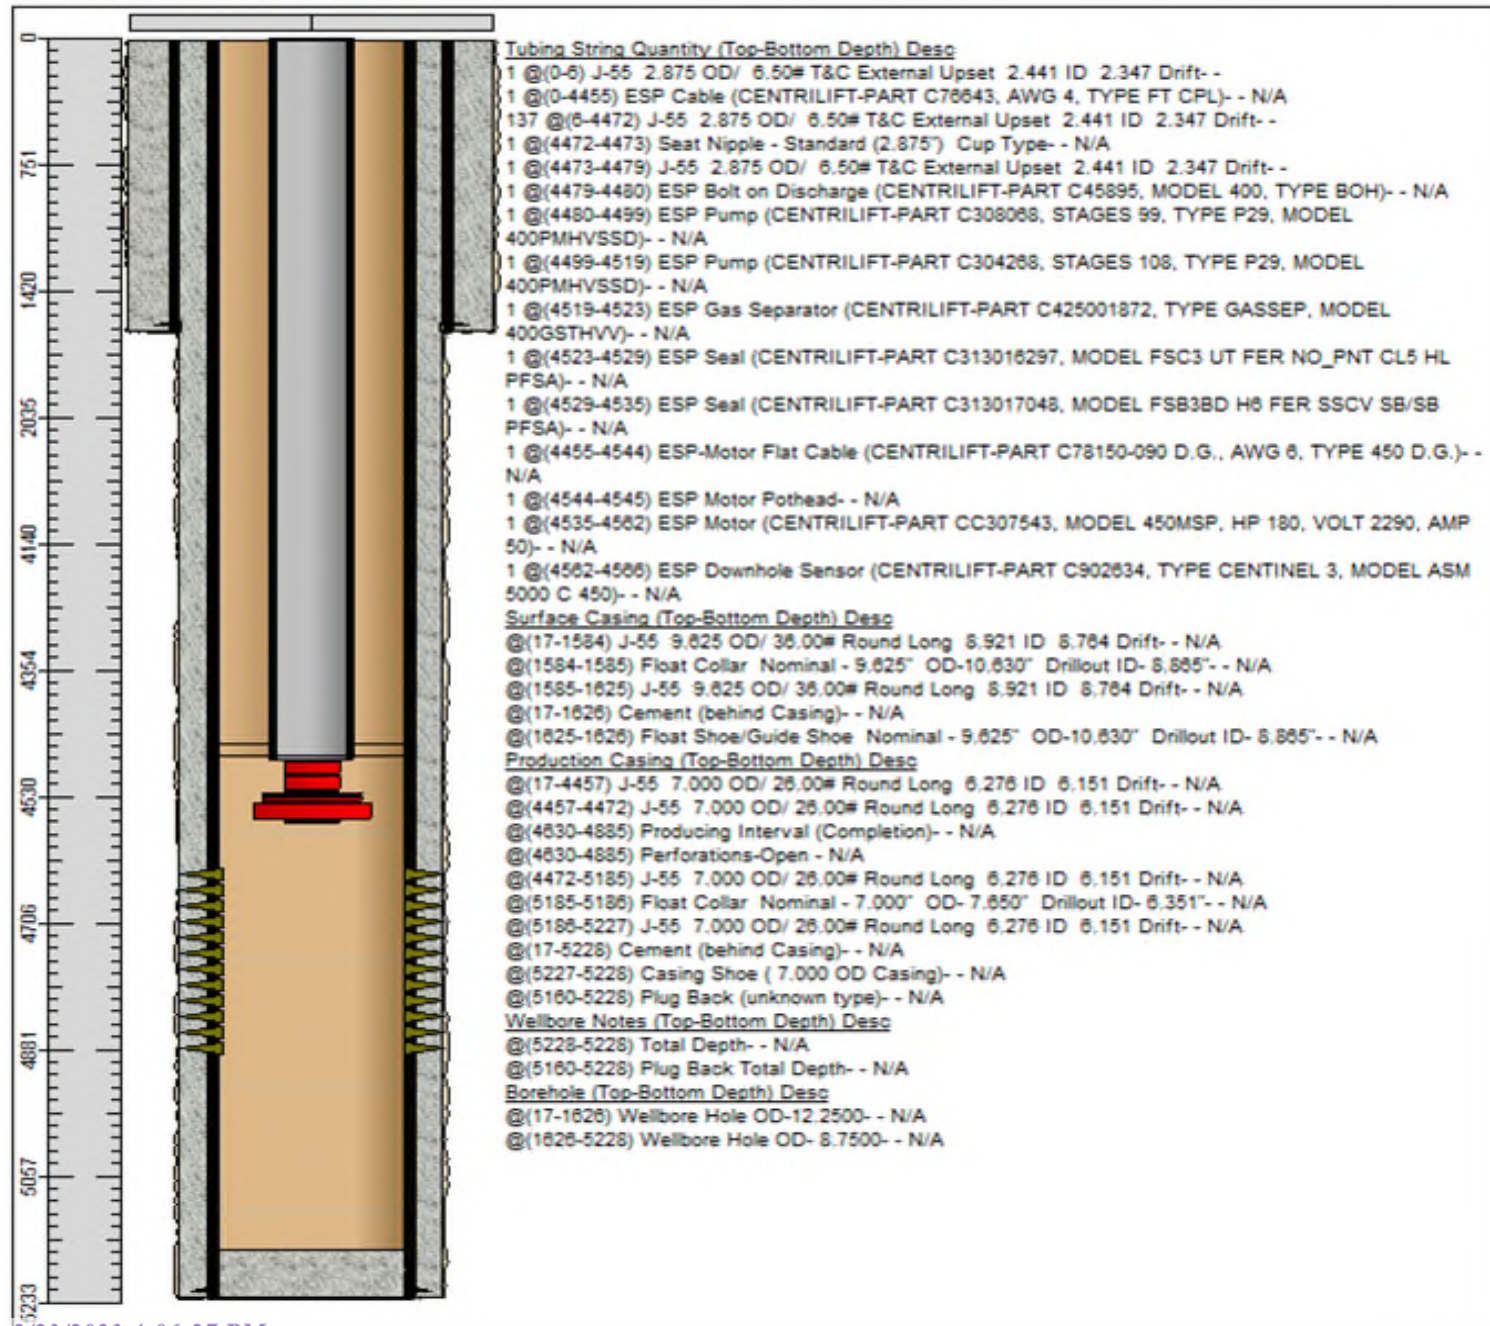 0
751
1420
2035
4140
4354
4530
4706
4881
5057
5233
Tubing String Quantity (Top-Bottom Depth) Desc
1 @(0-6) J-55 2.875 OD/ 6.50# T&C External Upset 2.441 ID 2.347 Drift- -
1 @(0-4455) ESP Cable (CENTRILIFT-PART C76643, AWG 4, TYPE FT CPL)- - N/A
137 @(6-4472) J-55 2.875 OD/ 6.50# T&C External Upset 2.441 ID 2.347 Drift- -
1 @(4472-4473) Seat Nipple - Standard (2.875") Cup Type- - N/A
1 @(4473-4479) J-55 2.875 OD/ 6.50# T&C External Upset 2.441 ID 2.347 Drift- -
1 @(4479-4480) ESP Bolt on Discharge (CENTRILIFT-PART C45895, MODEL 400, TYPE BOH)- - N/A
1 @(4480-4499) ESP Pump (CENTRILIFT-PART C308068, STAGES 99, TYPE P29, MODEL
400PMHVSSD)- - N/A
1 @(4499-4519) ESP Pump (CENTRILIFT-PART C304268, STAGES 108, TYPE P29, MODEL
400PMHVSSD)- - N/A
1 @(4519-4523) ESP Gas Separator (CENTRILIFT-PART C425001872, TYPE GASSEP, MODEL
400GSTHVV)- - N/A
1 @(4523-4529) ESP Seal (CENTRILIFT-PART C313016297, MODEL FSC3 UT FER NO_PNT CL5 HL
PFSA)- - N/A
1 @(4529-4535) ESP Seal (CENTRILIFT-PART C313017048, MODEL FSB3BD H6 FER SSCV SB/SB
PFSA)- - N/A
1 @(4455-4544) ESP-Motor Flat Cable (CENTRILIFT-PART C78150-090 D.G., AWG 6, TYPE 450 D.G.)- -
N/A
1 @(4544-4545) ESP Motor Pothead- - N/A
1 @(4535-4562) ESP Motor (CENTRILIFT-PART CC307543, MODEL 450MSP, HP 180, VOLT 2290, AMP
50)- - N/A
1 @(4562-4566) ESP Downhole Sensor (CENTRILIFT-PART C902634, TYPE CENTINEL 3, MODEL ASM
5000 C 450)- - N/A
Surface Casing (Top-Bottom Depth) Desc
@(17-1584) J-55 9.625 OD/ 36.00# Round Long 8.921 ID 8.764 Drift- - N/A
@(1584-1585) Float Collar Nominal - 9.625" OD-10.630" Drillout ID- 8.865"- - N/A
@(1585-1625) J-55 9.625 OD/ 36.00# Round Long 8.921 ID 8.764 Drift- - N/A
@(17-1626) Cement (behind Casing)- - N/A
@(1625-1626) Float Shoe/Guide Shoe Nominal - 9.625" OD-10.630" Drillout ID- 8.865"- - N/A
Production Casing (Top-Bottom Depth) Desc
@(17-4457) J-55 7.000 OD/ 26.00# Round Long 6.276 ID 6.151 Drift- - N/A
@(4457-4472) J-55 7.000 OD/ 26.00# Round Long 6.276 ID 6.151 Drift- - N/A
@(4630-4885) Producing Interval (Completion)- - N/A
@(4630-4885) Perforations-Open - N/A
@(4472-5185) J-55 7.000 OD/ 26.00# Round Long 6.276 ID 6.151 Drift- - N/A
@(5185-5186) Float Collar Nominal - 7.000" OD- 7.650" Drillout ID- 6.351"- - N/A
@(5186-5227) J-55 7.000 OD/ 26.00# Round Long 6.276 ID 6.151 Drift- - N/A
@(17-5228) Cement (behind Casing)- - N/A
@(5227-5228) Casing Shoe ( 7.000 OD Casing)- - N/A
@(5160-5228) Plug Back (unknown type)- - N/A
Wellbore Notes (Top-Bottom Depth) Desc
@(5228-5228) Total Depth- - N/A
@(5160-5228) Plug Back Total Depth- - N/A
Borehole (Top-Bottom Depth) Desc
@(17-1626) Wellbore Hole OD-12.2500- - N/A
@(1626-5228) Wellbore Hole OD- 8.7500- - N/A